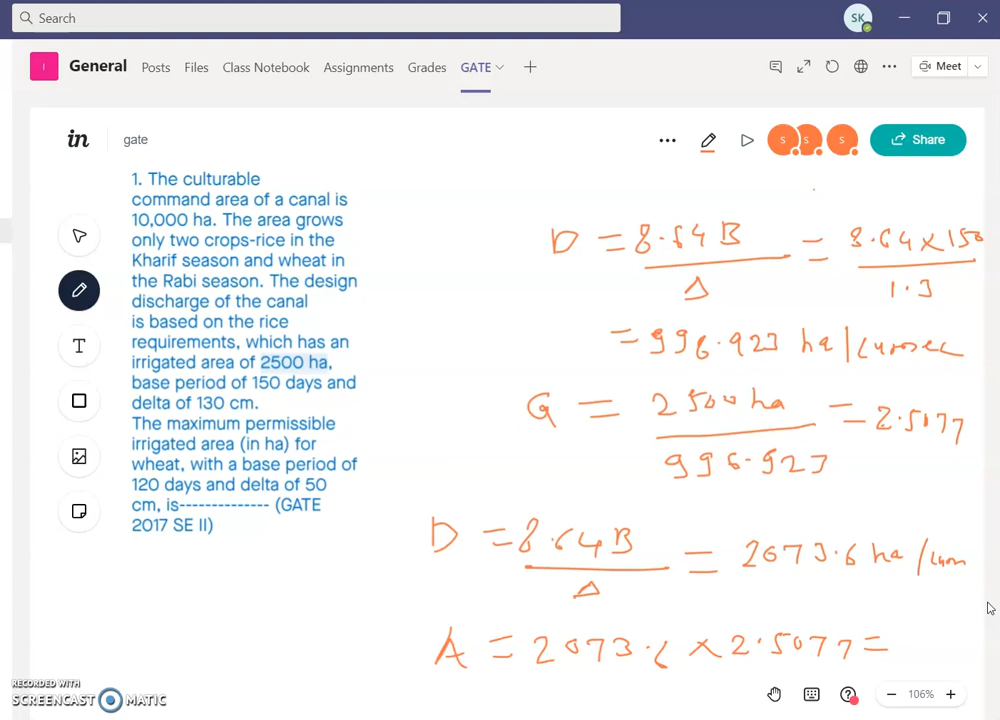 Search
SK
General Posts Files Class Notebook Assignments Grades GATE Meet
in gate S S S Share
1. The culturable
command area of a canal is
10,000 ha. The area grows
only two crops-rice in the
Kharif season and wheat in
the Rabi season. The design
discharge of the canal
is based on the rice
requirements, which has an
irrigated area of 2500 ha,
base period of 150 days and
delta of 130 cm.
The maximum permissible
irrigated area (in ha) for
wheat, with a base period of
120 days and delta of 50
cm, is-------------- (GATE
2017 SE II)
D = 8.64 B / Δ = 8.64 × 150 / 1.3
= 996.923 ha/cumsec
Q = 2500 ha / 996.923 = 2.5077
D = 8.64 B / Δ = 2073.6 ha/cum
A = 2073.6 × 2.5077 =
T
RECORDED WITH
SCREENCAST MATIC
106%